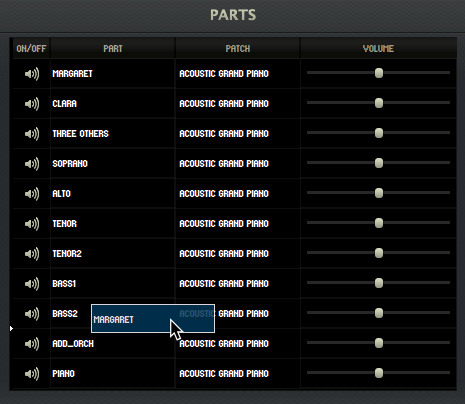 PARTS
ON/OFF PART PATCH VOLUME
MARGARET ACOUSTIC GRAND PIANO
CLARA ACOUSTIC GRAND PIANO
THREE OTHERS ACOUSTIC GRAND PIANO
SOPRANO ACOUSTIC GRAND PIANO
ALTO ACOUSTIC GRAND PIANO
TENOR ACOUSTIC GRAND PIANO
TENOR2 ACOUSTIC GRAND PIANO
BASS1 ACOUSTIC GRAND PIANO
BASS2 ACOUSTIC GRAND PIANO
MARGARET
ADD_ORCH ACOUSTIC GRAND PIANO
PIANO ACOUSTIC GRAND PIANO